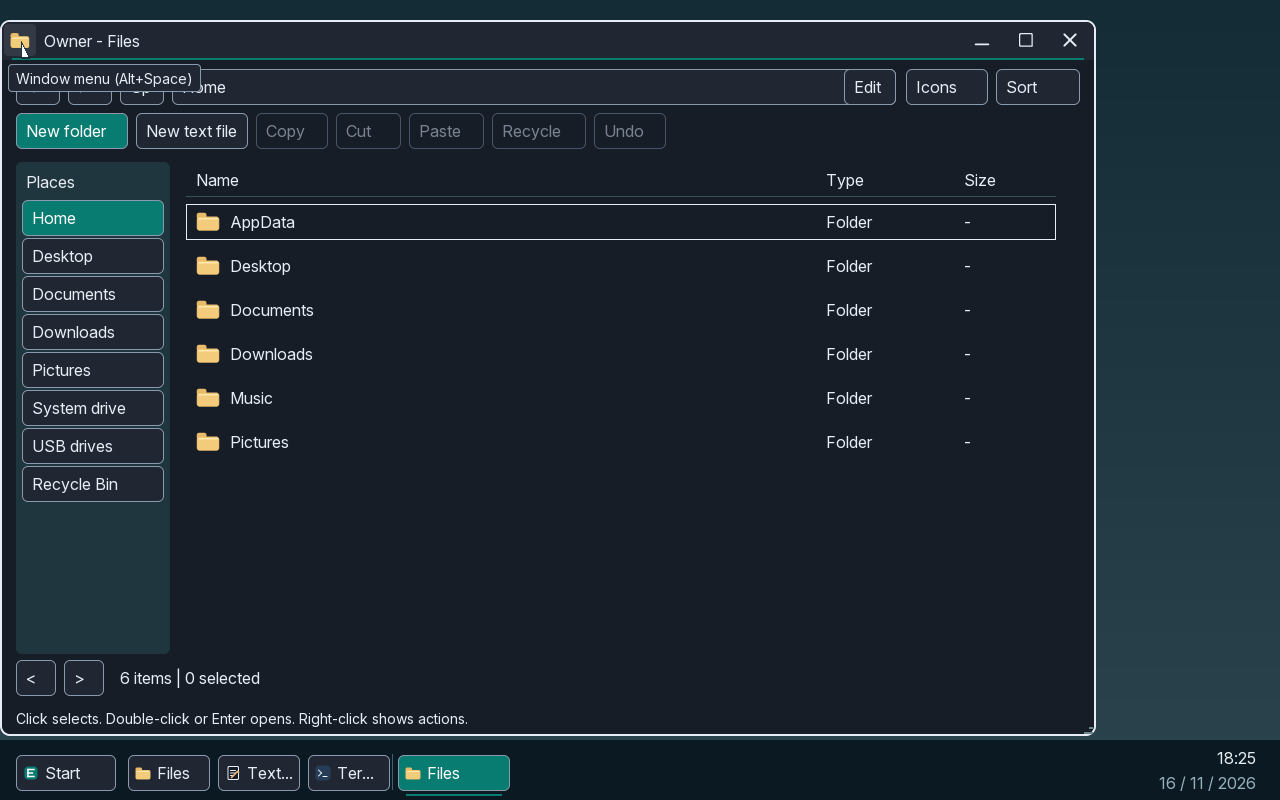 Owner - Files
Window menu (Alt+Space)
Edit
Icons
Sort
New folder
New text file
Copy
Cut
Paste
Recycle
Undo
Places
Home
Desktop
Documents
Downloads
Pictures
System drive
USB drives
Recycle Bin
Name Type Size
AppData Folder -
Desktop Folder -
Documents Folder -
Downloads Folder -
Music Folder -
Pictures Folder -
< > 6 items | 0 selected
Click selects. Double-click or Enter opens. Right-click shows actions.
Start
Files
Text...
Ter...
Files
18:25
16 / 11 / 2026